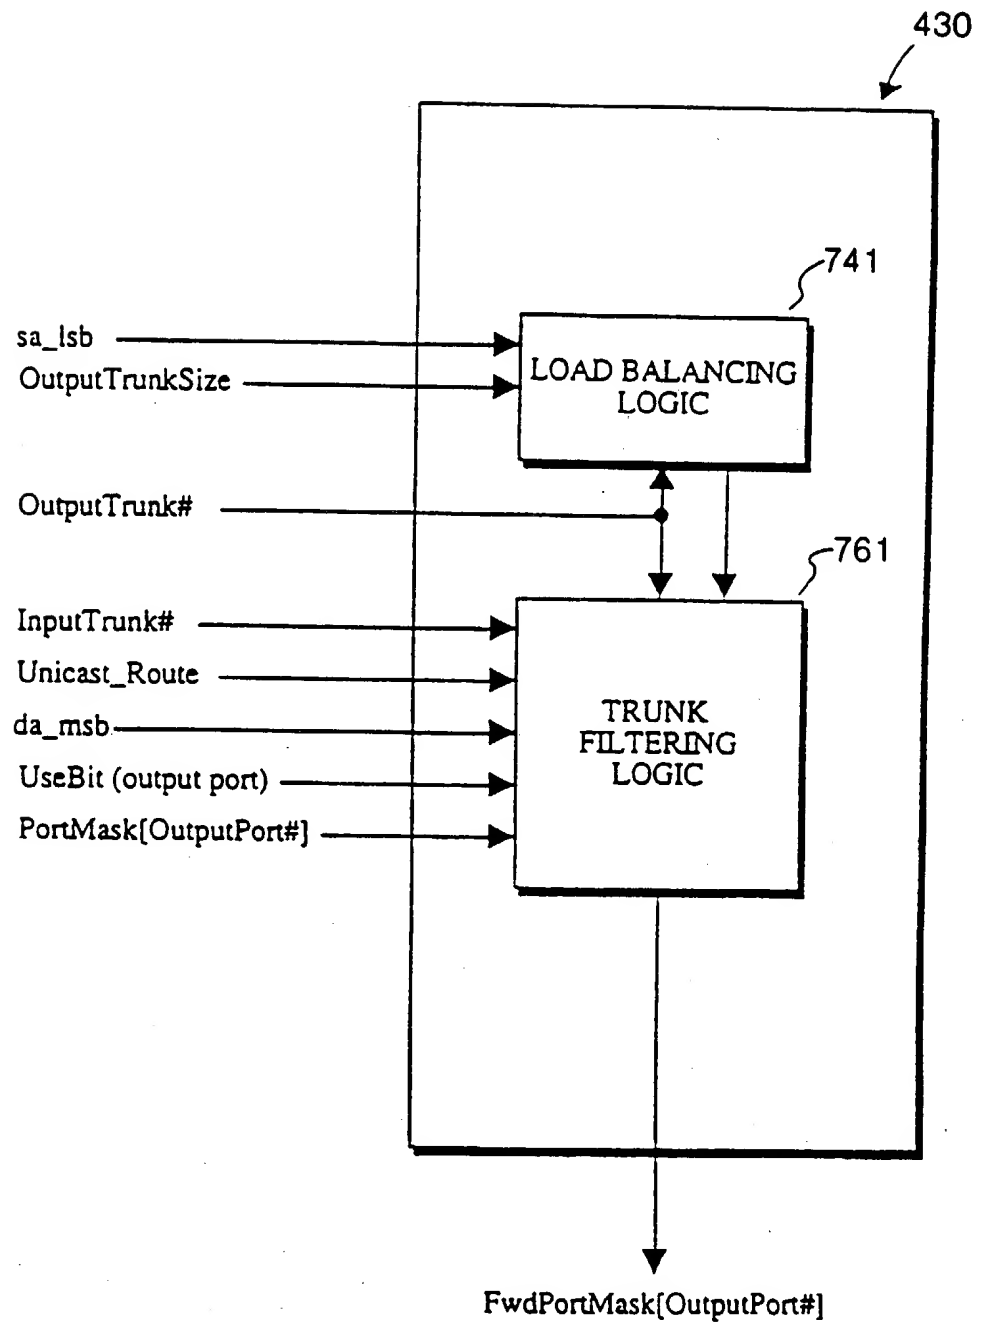 430
741
sa_lsb
OutputTrunkSize
LOAD BALANCING
LOGIC
OutputTrunk#
761
InputTrunk#
Unicast_Route
da_msb
UseBit (output port)
PortMask[OutputPort#]
TRUNK
FILTERING
LOGIC
FwdPortMask[OutputPort#]